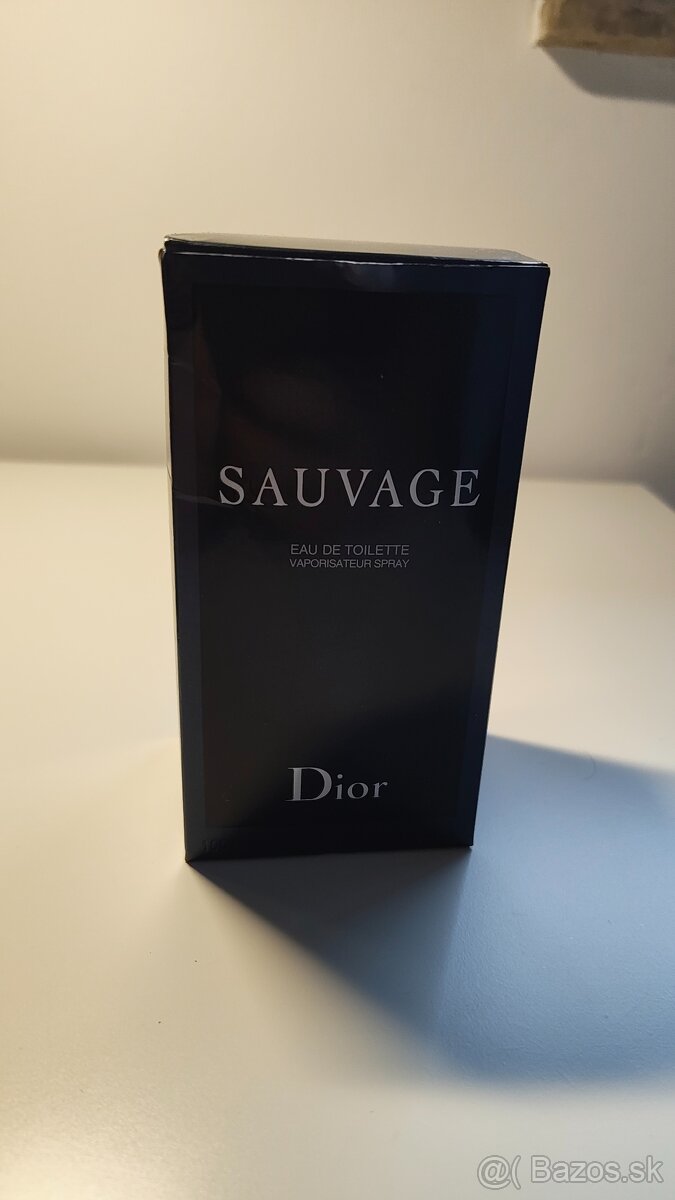 SAUVAGE
EAU DE TOILETTE
VAPORISATEUR SPRAY
Dior
@( Bazos.sk